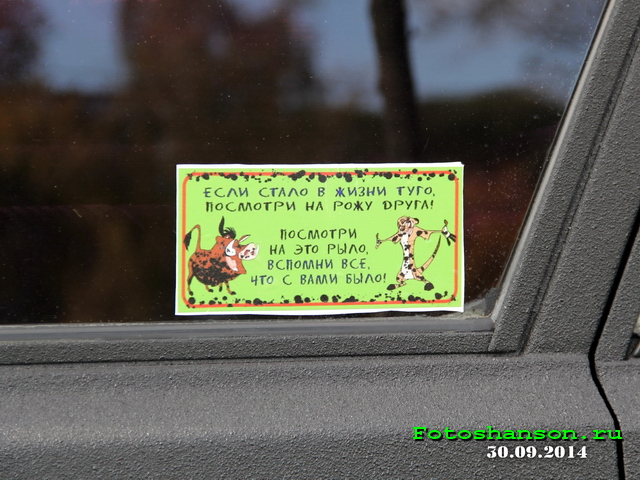 ЕСЛИ СТАЛО В ЖИЗНИ ТУГО,
ПОСМОТРИ НА РОЖУ ДРУГА!
ПОСМОТРИ
НА ЭТО РЫЛО,
ВСПОМНИ ВСЕ,
ЧТО С ВАМИ БЫЛО!
Fotoshanson.ru
30.09.2014